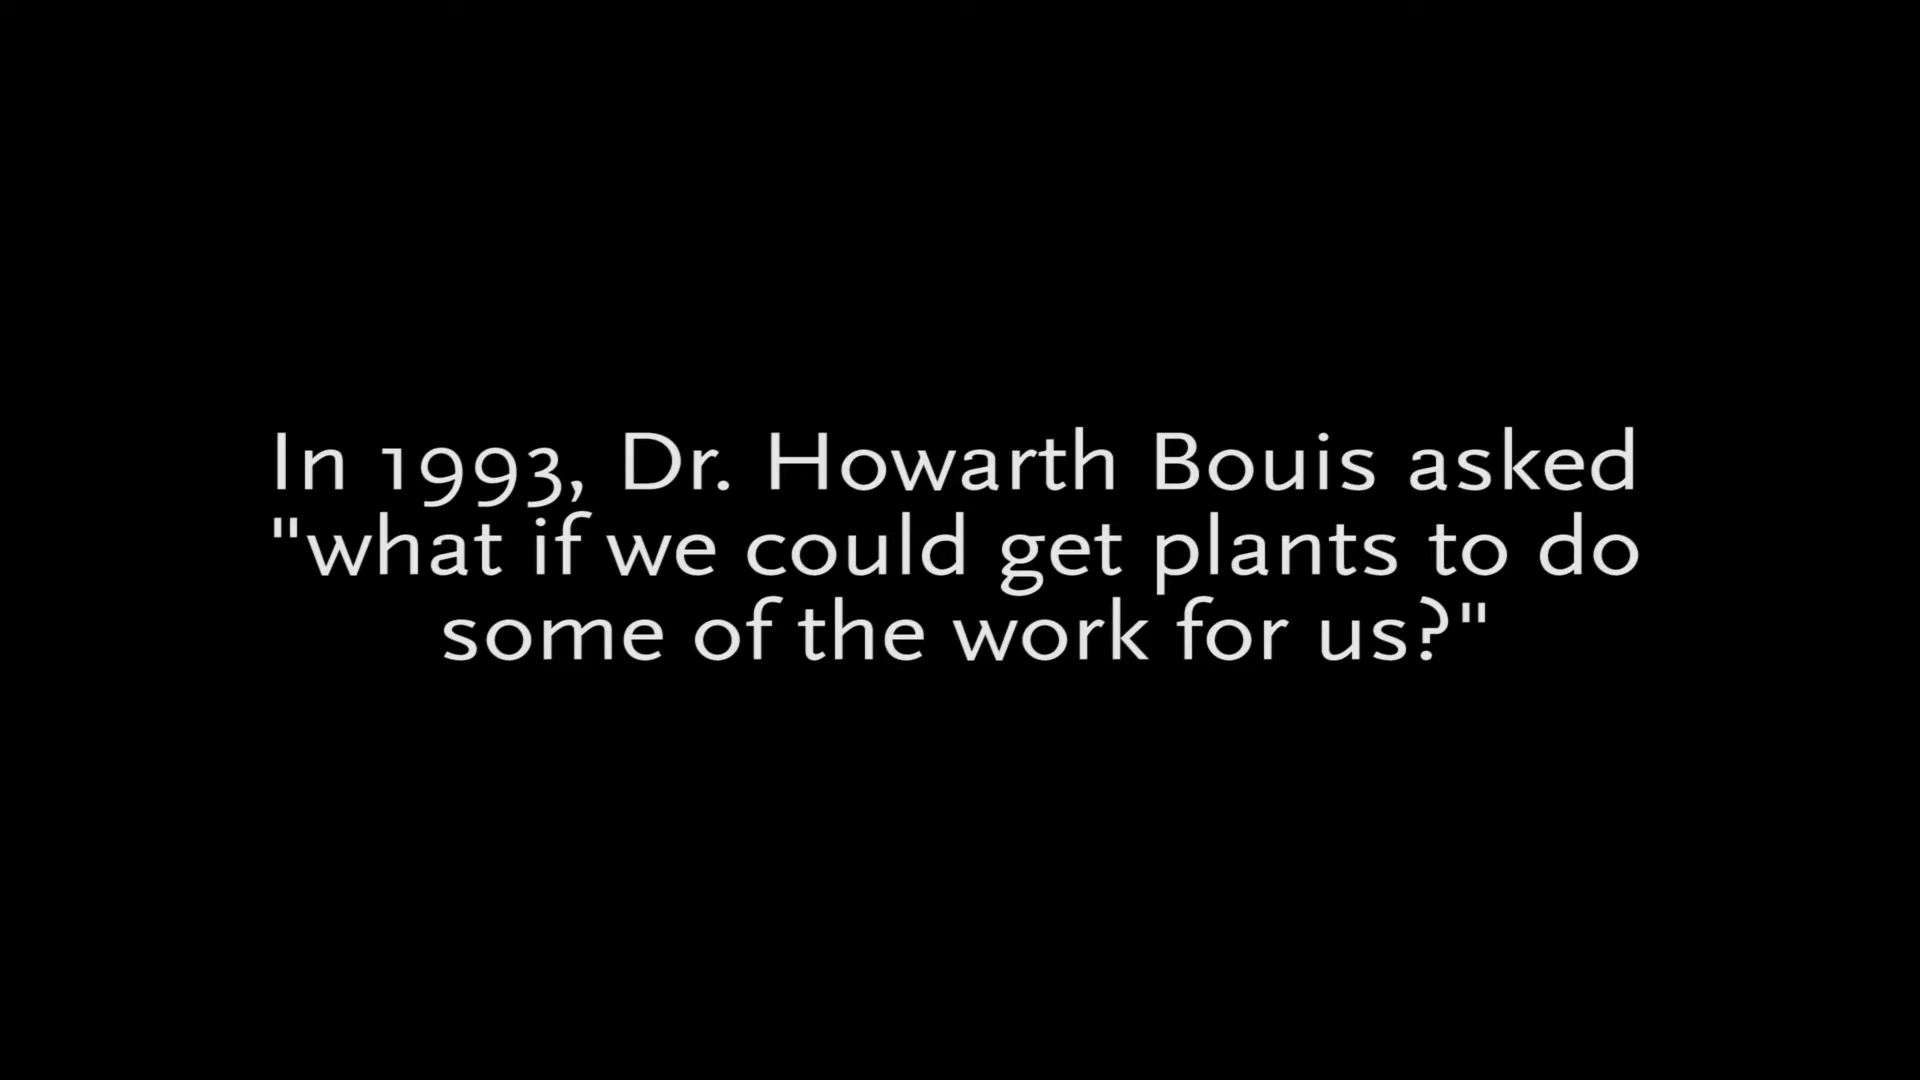 In 1993, Dr. Howarth Bouis asked
"what if we could get plants to do
some of the work for us?"